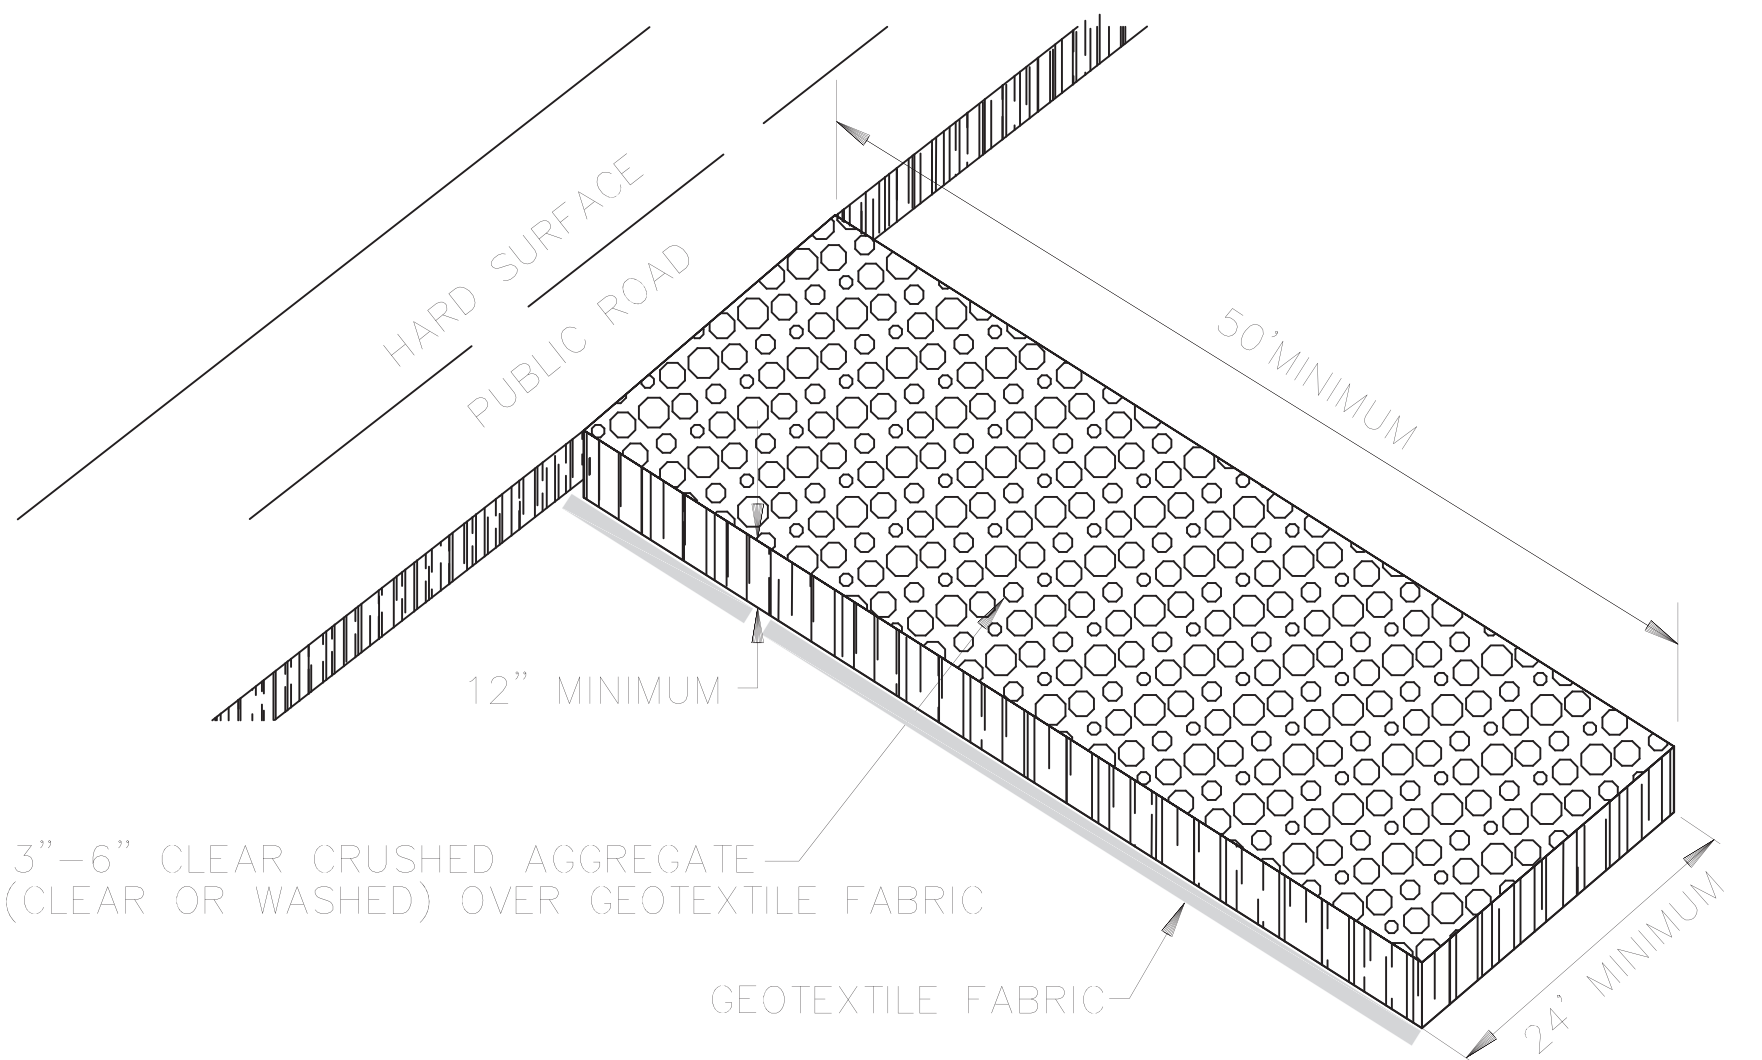 HARD SURFACE
PUBLIC ROAD
50'MINIMUM
12” MINIMUM
3”–6” CLEAR CRUSHED AGGREGATE
(CLEAR OR WASHED) OVER GEOTEXTILE FABRIC
GEOTEXTILE FABRIC
24' MINIMUM